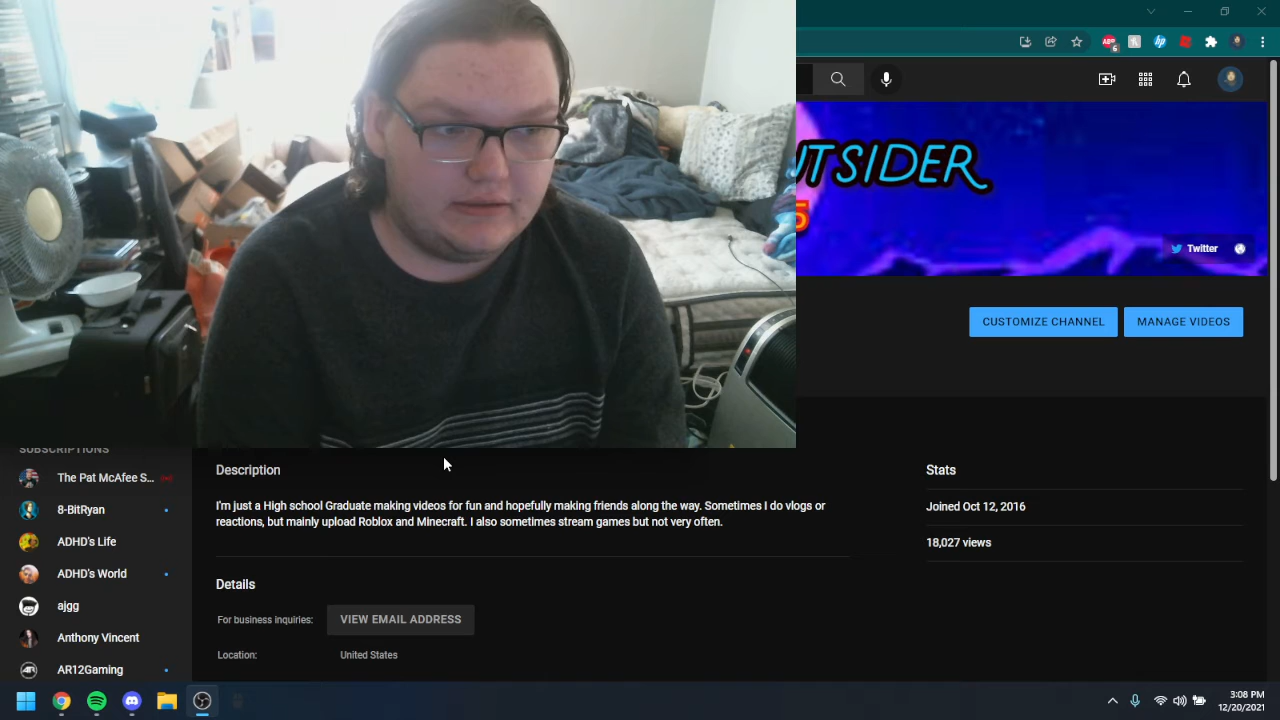 UTSIDER
5
Twitter
CUSTOMIZE CHANNEL
MANAGE VIDEOS
SUBSCRIPTIONS
The Pat McAfee S...
8-BitRyan
ADHD's Life
ADHD's World
ajgg
Anthony Vincent
AR12Gaming
Description
I'm just a High school Graduate making videos for fun and hopefully making friends along the way. Sometimes I do vlogs or
reactions, but mainly upload Roblox and Minecraft. I also sometimes stream games but not very often.
Details
For business inquiries:
VIEW EMAIL ADDRESS
Location:
United States
Stats
Joined Oct 12, 2016
18,027 views
3:08 PM
12/20/2021